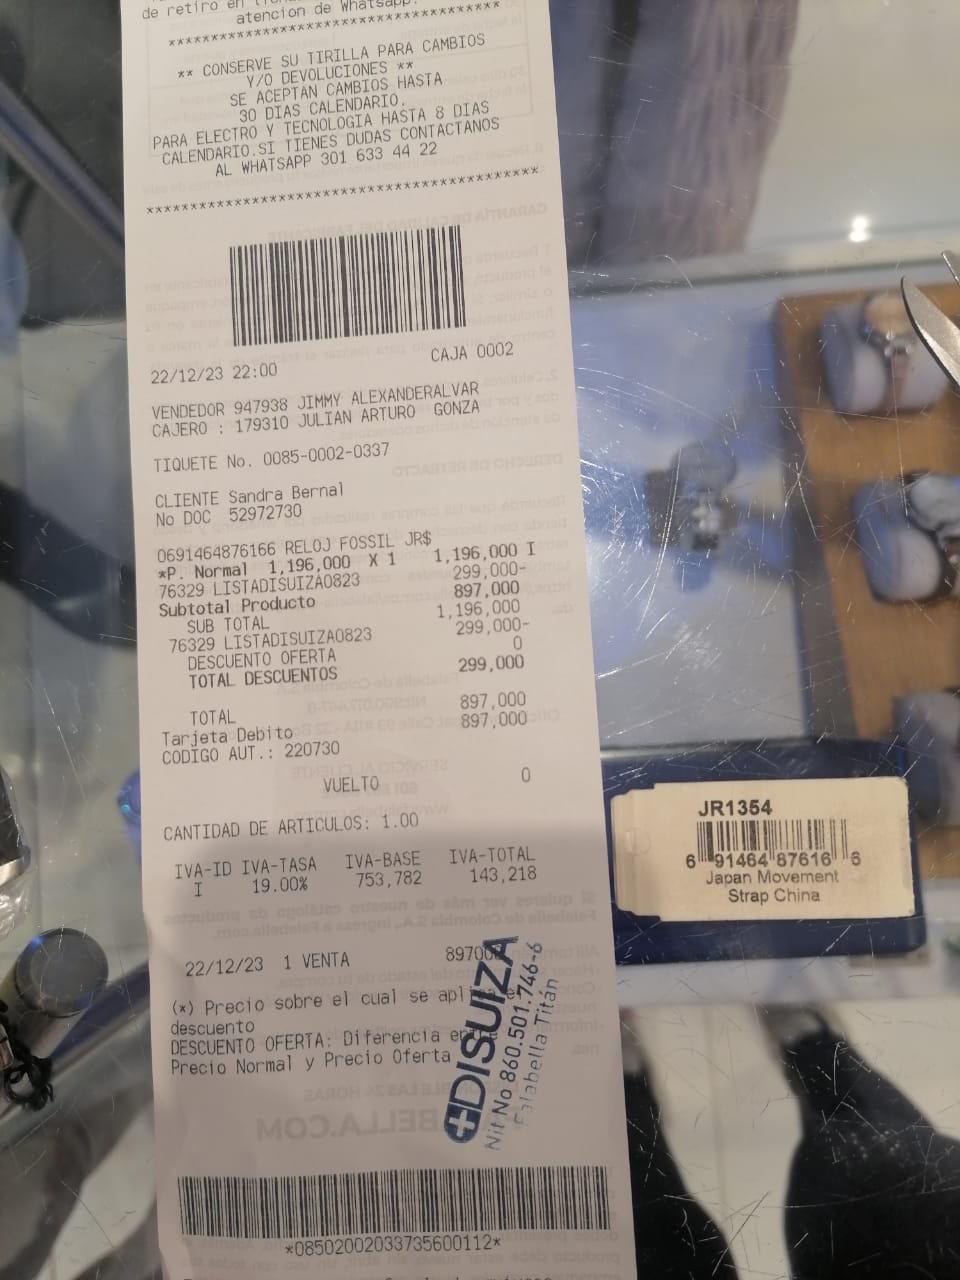 de retiro en
atencion de Whatsapp.
****************************************
** CONSERVE SU TIRILLA PARA CAMBIOS
Y/O DEVOLUCIONES **
SE ACEPTAN CAMBIOS HASTA
30 DIAS CALENDARIO.
PARA ELECTRO Y TECNOLOGIA HASTA 8 DIAS
CALENDARIO.SI TIENES DUDAS CONTACTANOS
AL WHATSAPP 301 633 44 22
****************************************
22/12/23 22:00 CAJA 0002
VENDEDOR 947938 JIMMY ALEXANDERALVAR
CAJERO : 179310 JULIAN ARTURO GONZA
TIQUETE No. 0085-0002-0337
CLIENTE Sandra Bernal
No DOC 52972730
0691464876166 RELOJ FOSSIL JR$
*P. Normal 1,196,000 X 1 1,196,000 I
76329 LISTADISUIZA0823 299,000-
Subtotal Producto 897,000
SUB TOTAL 1,196,000
76329 LISTADISUIZA0823 299,000-
DESCUENTO OFERTA 0
TOTAL DESCUENTOS 299,000
TOTAL 897,000
Tarjeta Debito 897,000
CODIGO AUT.: 220730
VUELTO 0
CANTIDAD DE ARTICULOS: 1.00
IVA-ID IVA-TASA IVA-BASE IVA-TOTAL
I 19.00% 753,782 143,218
22/12/23 1 VENTA 897000
(*) Precio sobre el cual se aplica el
descuento
DESCUENTO OFERTA: Diferencia entre
Precio Normal y Precio Oferta
DISUIZA
Nit No 860.501.746-6
Falabella Titán
*08502002033735600112*
JR1354
6 91464 87616 6
Japan Movement
Strap China